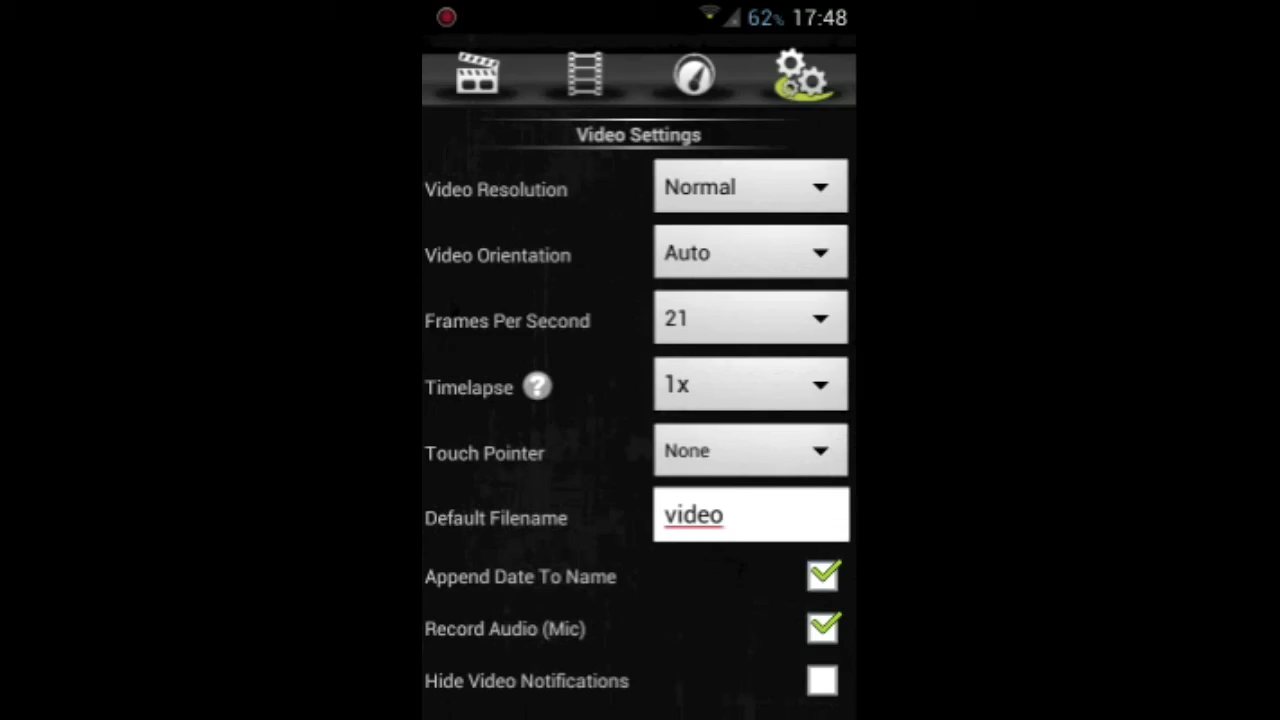 62% 17:48
Video Settings
Video Resolution Normal
Video Orientation Auto
Frames Per Second 21
Timelapse ? 1x
Touch Pointer None
Default Filename video
Append Date To Name
Record Audio (Mic)
Hide Video Notifications